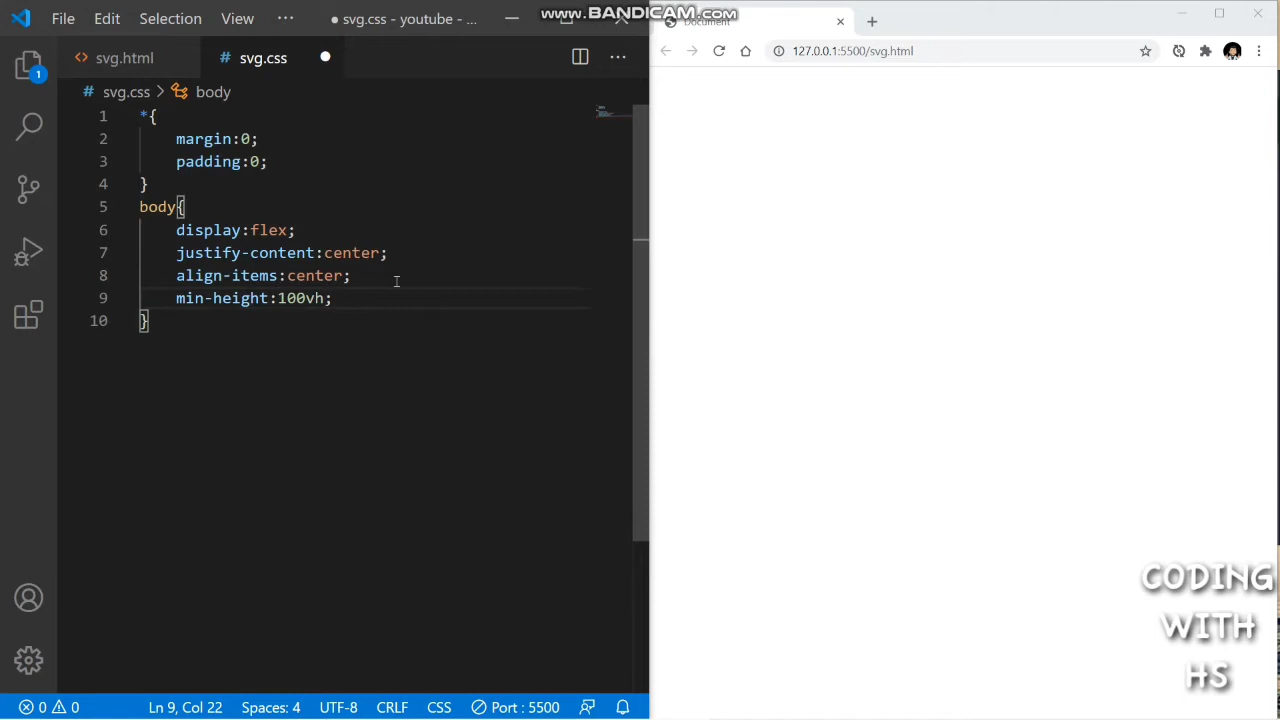 File Edit Selection View ··· ● svg.css - youtube - ...
www.BANDICAM.com
Document
svg.html
svg.css
127.0.0.1:5500/svg.html
# svg.css > body
1 *{
2 margin:0;
3 padding:0;
4 }
5 body{
6 display:flex;
7 justify-content:center;
8 align-items:center;
9 min-height:100vh;
10 }
1
CODING
WITH
HS
0 0 Ln 9, Col 22 Spaces: 4 UTF-8 CRLF CSS Port : 5500